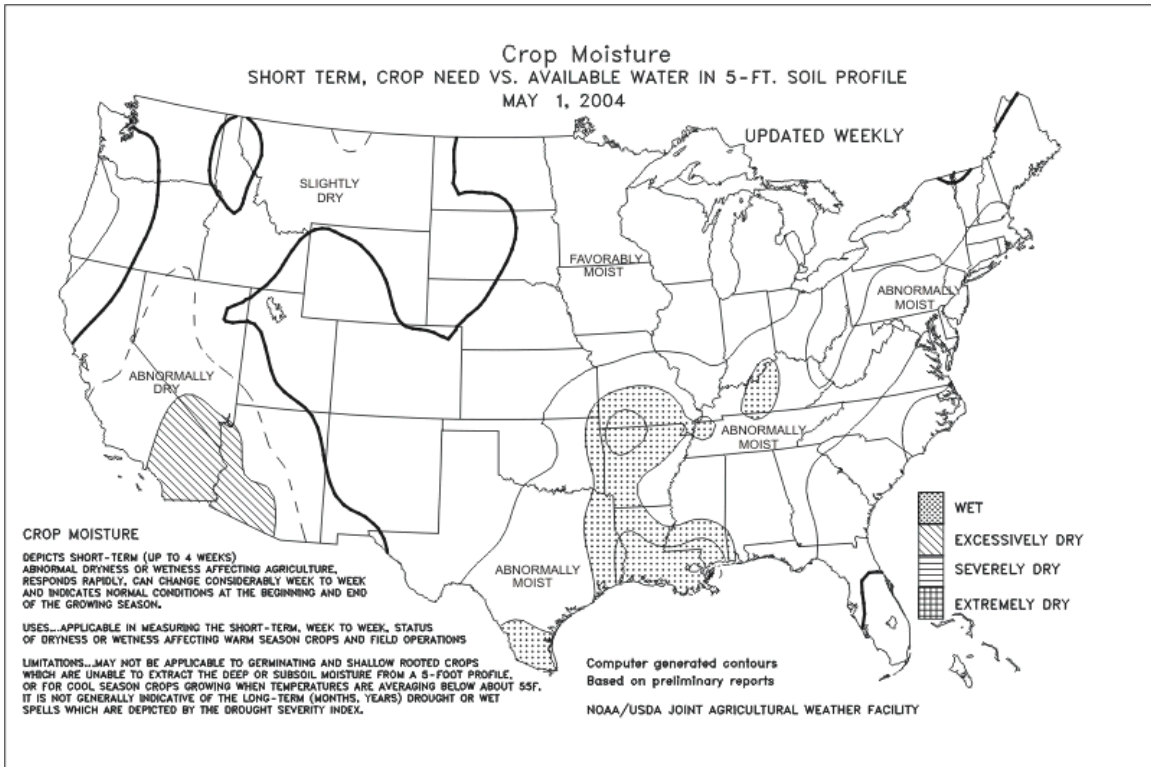 Crop Moisture
SHORT TERM, CROP NEED VS. AVAILABLE WATER IN 5-FT. SOIL PROFILE
MAY 1, 2004
UPDATED WEEKLY
SLIGHTLY
DRY
FAVORABLY
MOIST
ABNORMALLY
MOIST
ABNORMALLY
DRY
ABNORMALLY
MOIST
ABNORMALLY
MOIST
WET
EXCESSIVELY DRY
SEVERELY DRY
EXTREMELY DRY
CROP MOISTURE
DEPICTS SHORT-TERM (UP TO 4 WEEKS)
ABNORMAL DRYNESS OR WETNESS AFFECTING AGRICULTURE,
RESPONDS RAPIDLY, CAN CHANGE CONSIDERABLY WEEK TO WEEK
AND INDICATES NORMAL CONDITIONS AT THE BEGINNING AND END
OF THE GROWING SEASON.
USES...APPLICABLE IN MEASURING THE SHORT-TERM, WEEK TO WEEK, STATUS
OF DRYNESS OR WETNESS AFFECTING WARM SEASON CROPS AND FIELD OPERATIONS
LIMITATIONS...MAY NOT BE APPLICABLE TO GERMINATING AND SHALLOW ROOTED CROPS
WHICH ARE UNABLE TO EXTRACT THE DEEP OR SUBSOIL MOISTURE FROM A 5-FOOT PROFILE,
OR FOR COOL SEASON CROPS GROWING WHEN TEMPERATURES ARE AVERAGING BELOW ABOUT 55F.
IT IS NOT GENERALLY INDICATIVE OF THE LONG-TERM (MONTHS, YEARS) DROUGHT OR WET
SPELLS WHICH ARE DEPICTED BY THE DROUGHT SEVERITY INDEX.
Computer generated contours
Based on preliminary reports
NOAA/USDA JOINT AGRICULTURAL WEATHER FACILITY